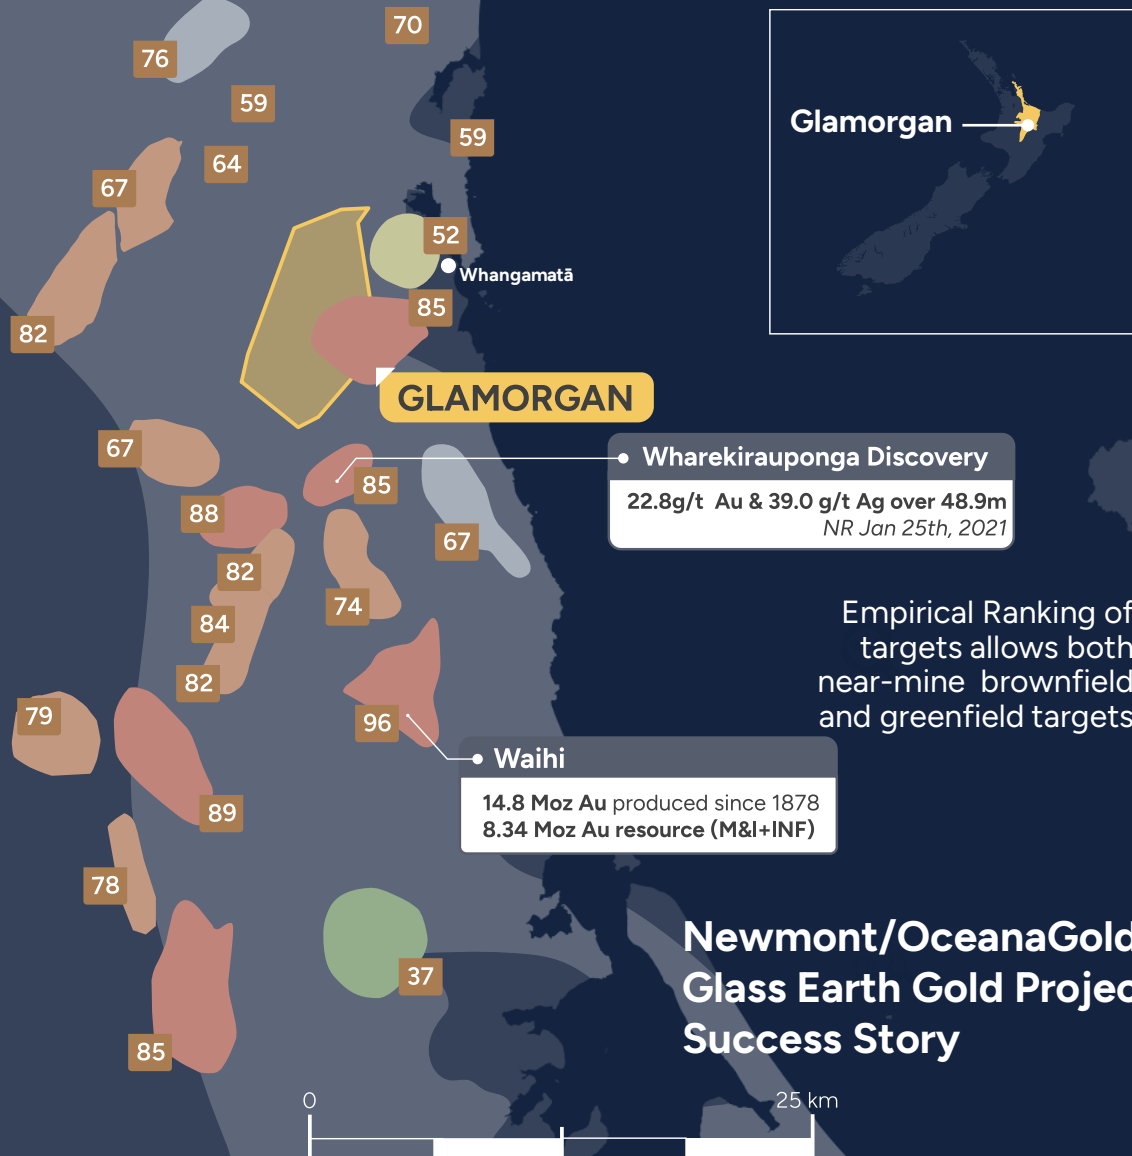 70
76
59
59
64
67
Glamorgan
52
Whangamatā
85
82
GLAMORGAN
67
Wharekirauponga Discovery
22.8g/t Au & 39.0 g/t Ag over 48.9m
NR Jan 25th, 2021
85
88
67
82
74
84
82
Empirical Ranking of
targets allows both
near-mine brownfield
and greenfield targets
79
96
Waihi
14.8 Moz Au produced since 1878
8.34 Moz Au resource (M&I+INF)
89
78
37
85
Newmont/OceanaGold
Glass Earth Gold Projec
Success Story
0
25 km